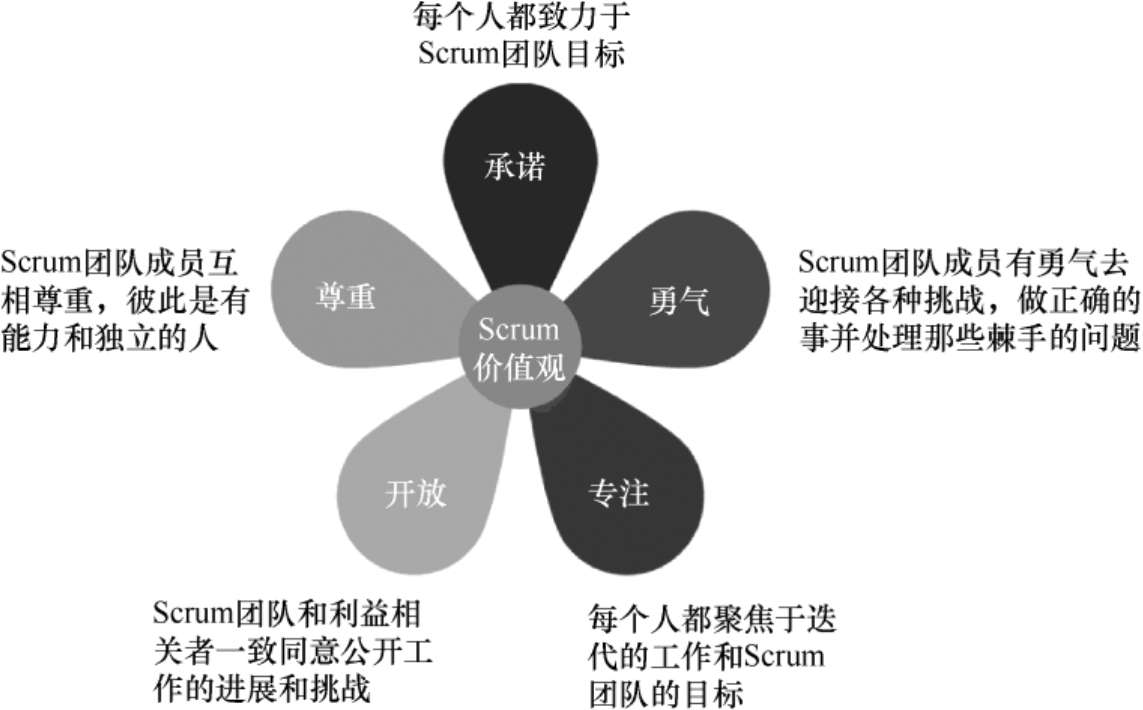 每个人都致力于
Scrum团队目标
承诺
Scrum团队成员互
相尊重，彼此是有
能力和独立的人
尊重
Scrum
价值观
勇气
Scrum团队成员有勇气去
迎接各种挑战，做正确的
事并处理那些棘手的问题
开放
专注
Scrum团队和利益相
关者一致同意公开工
作的进展和挑战
每个人都聚焦于迭
代的工作和Scrum
团队的目标